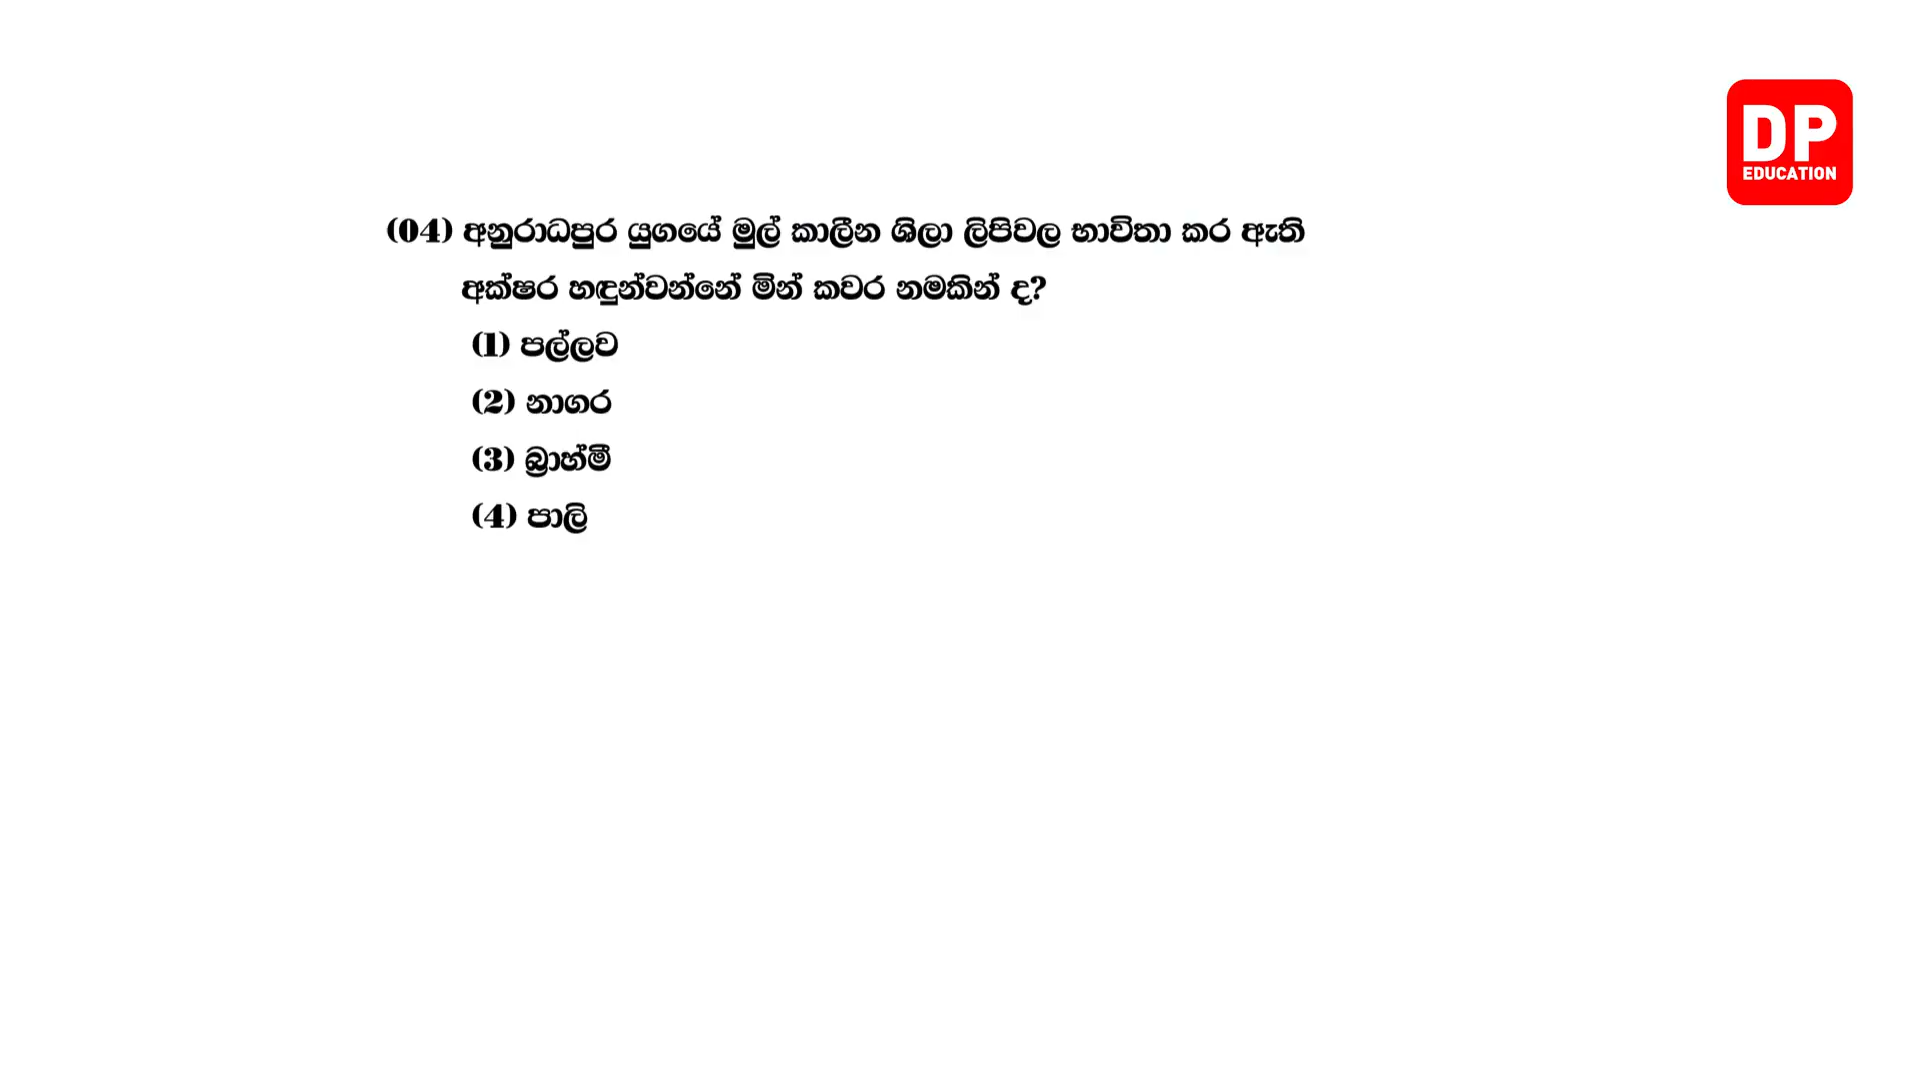 DP
EDUCATION
(04) අනුරාධපුර යුගයේ මුල් කාලීන ශිලා ලිපිවල භාවිතා කර ඇති
අක්ෂර හඳුන්වන්නේ මින් කවර නමකින් ද?
(1) පල්ලව
(2) නාගර
(3) බ්‍රාහ්මී
(4) පාලි